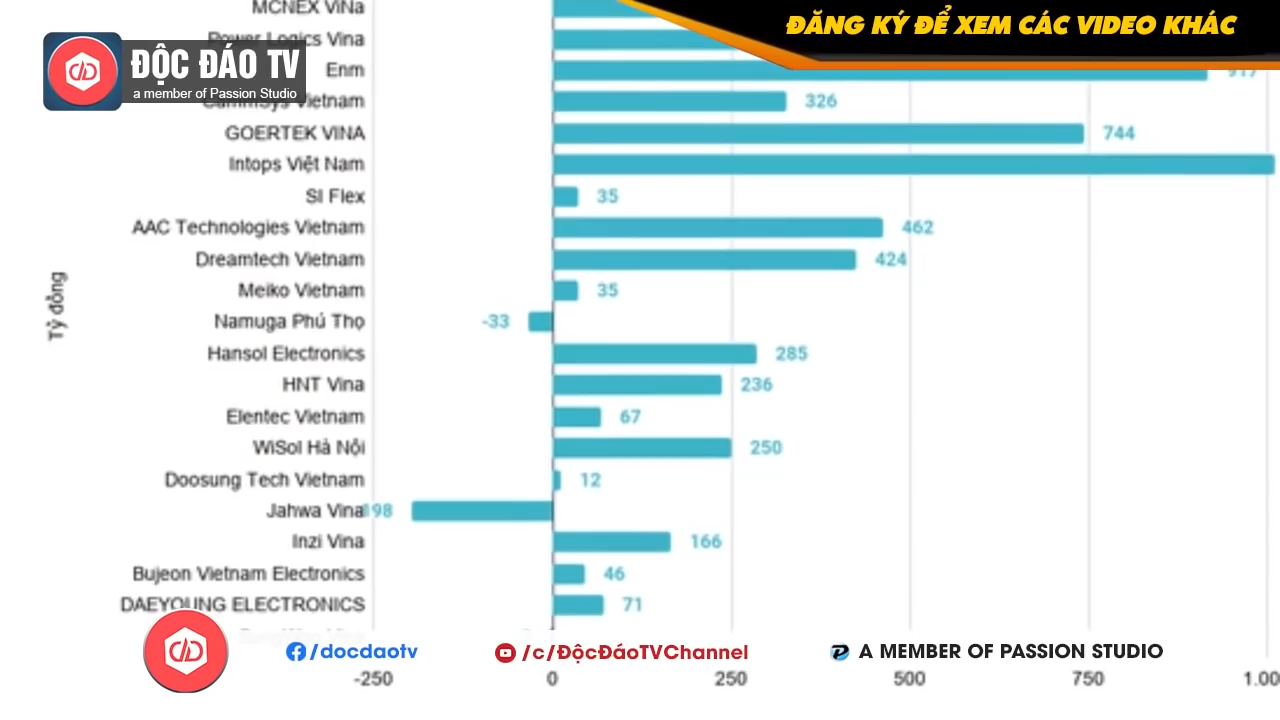 MCNEX ViNa
ĐĂNG KÝ ĐỂ XEM CÁC VIDEO KHÁC
Power Logics Vina
ĐỘC ĐÁO TV
a member of Passion Studio
Enm
917
Vietnam
326
GOERTEK VINA
744
Intops Việt Nam
SI Flex
35
AAC Technologies Vietnam
462
Dreamtech Vietnam
424
Meiko Vietnam
35
Tỷ đồng
Namuga Phú Thọ
-33
Hansol Electronics
285
HNT Vina
236
Elentec Vietnam
67
WiSol Hà Nội
250
Doosung Tech Vietnam
12
Jahwa Vina
198
Inzi Vina
166
Bujeon Vietnam Electronics
46
DAEYOUNG ELECTRONICS
71
/docdaotv
/c/ĐộcĐáoTVChannel
A MEMBER OF PASSION STUDIO
-250 0 250 500 750 1.00